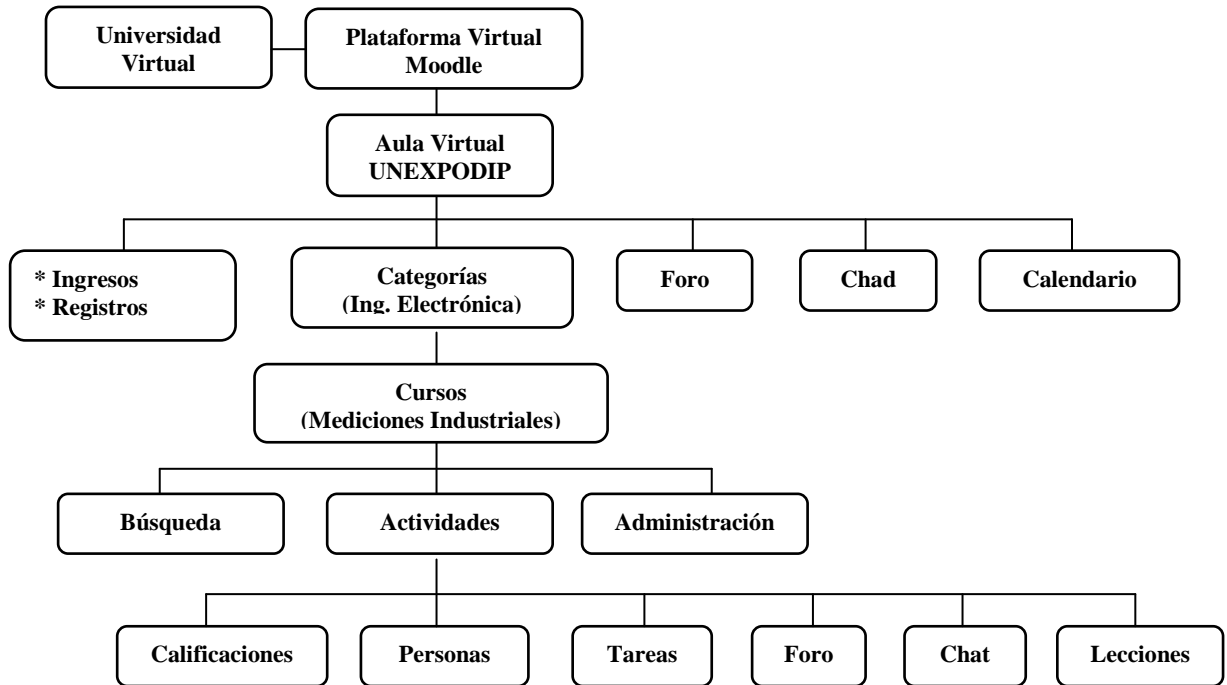 Universidad
Virtual
Plataforma Virtual
Moodle
Aula Virtual
UNEXPODIP
* Ingresos
* Registros
Categorías
(Ing. Electrónica)
Foro
Chad
Calendario
Cursos
(Mediciones Industriales)
Búsqueda
Actividades
Administración
Calificaciones
Personas
Tareas
Foro
Chat
Lecciones